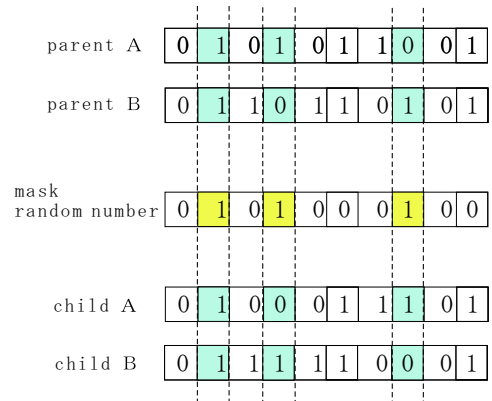 parent A 0 1 0 1 0 1 1 0 0 1
parent B 0 1 1 0 1 1 0 1 0 1
mask
random number 0 1 0 1 0 0 0 1 0 0
child A 0 1 0 0 0 1 1 1 0 1
child B 0 1 1 1 1 1 0 0 0 1